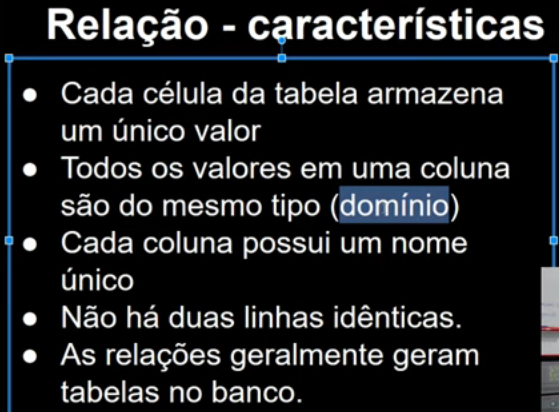 Relação - características
● Cada célula da tabela armazena
um único valor
● Todos os valores em uma coluna
são do mesmo tipo (domínio)
● Cada coluna possui um nome
único
● Não há duas linhas idênticas.
● As relações geralmente geram
tabelas no banco.